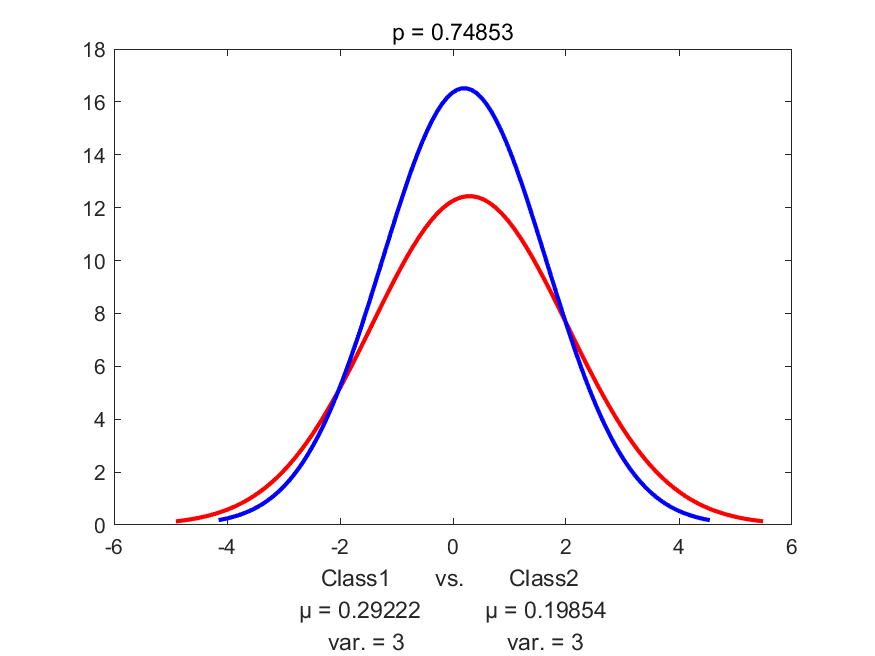 p = 0.74853
18
16
14
12
10
8
6
4
2
0
-6 -4 -2 0 2 4 6
Class1 vs. Class2
μ = 0.29222 μ = 0.19854
var. = 3 var. = 3